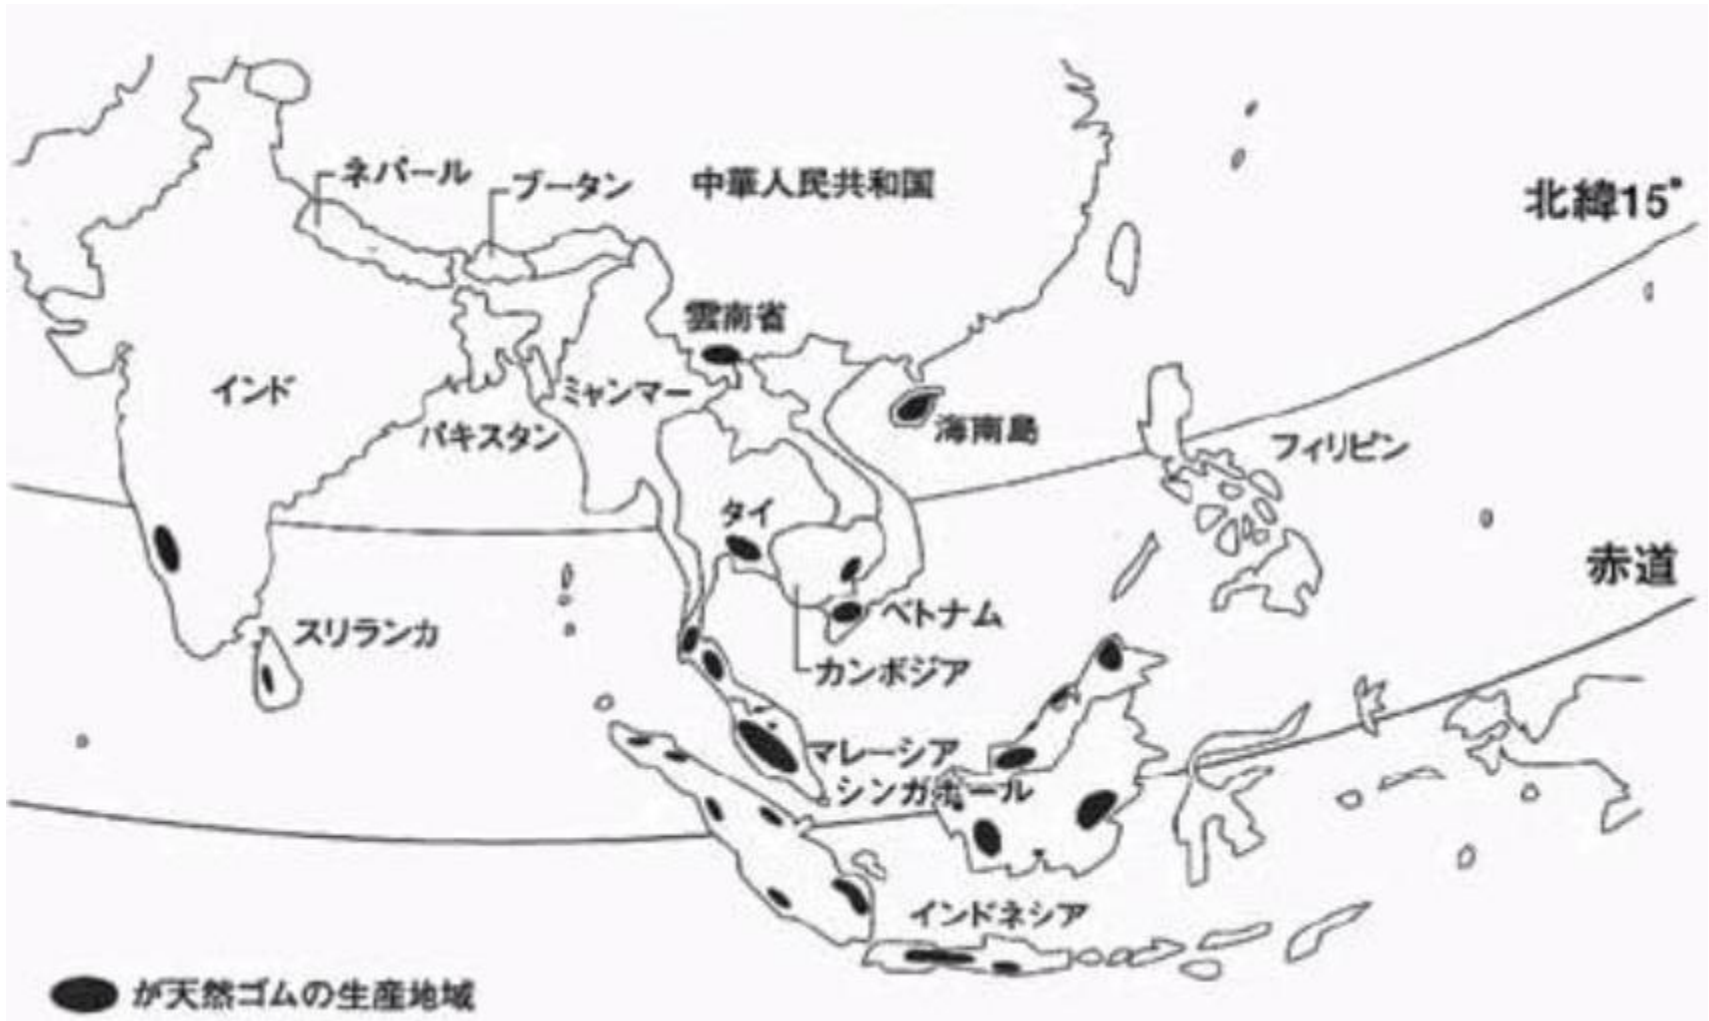 ネパール
ブータン
中華人民共和国
北緯15°
雲南省
インド
ミャンマー
パキスタン
海南島
フィリピン
タイ
赤道
スリランカ
ベトナム
カンボジア
マレーシア
シンガポール
インドネシア
が天然ゴムの生産地域